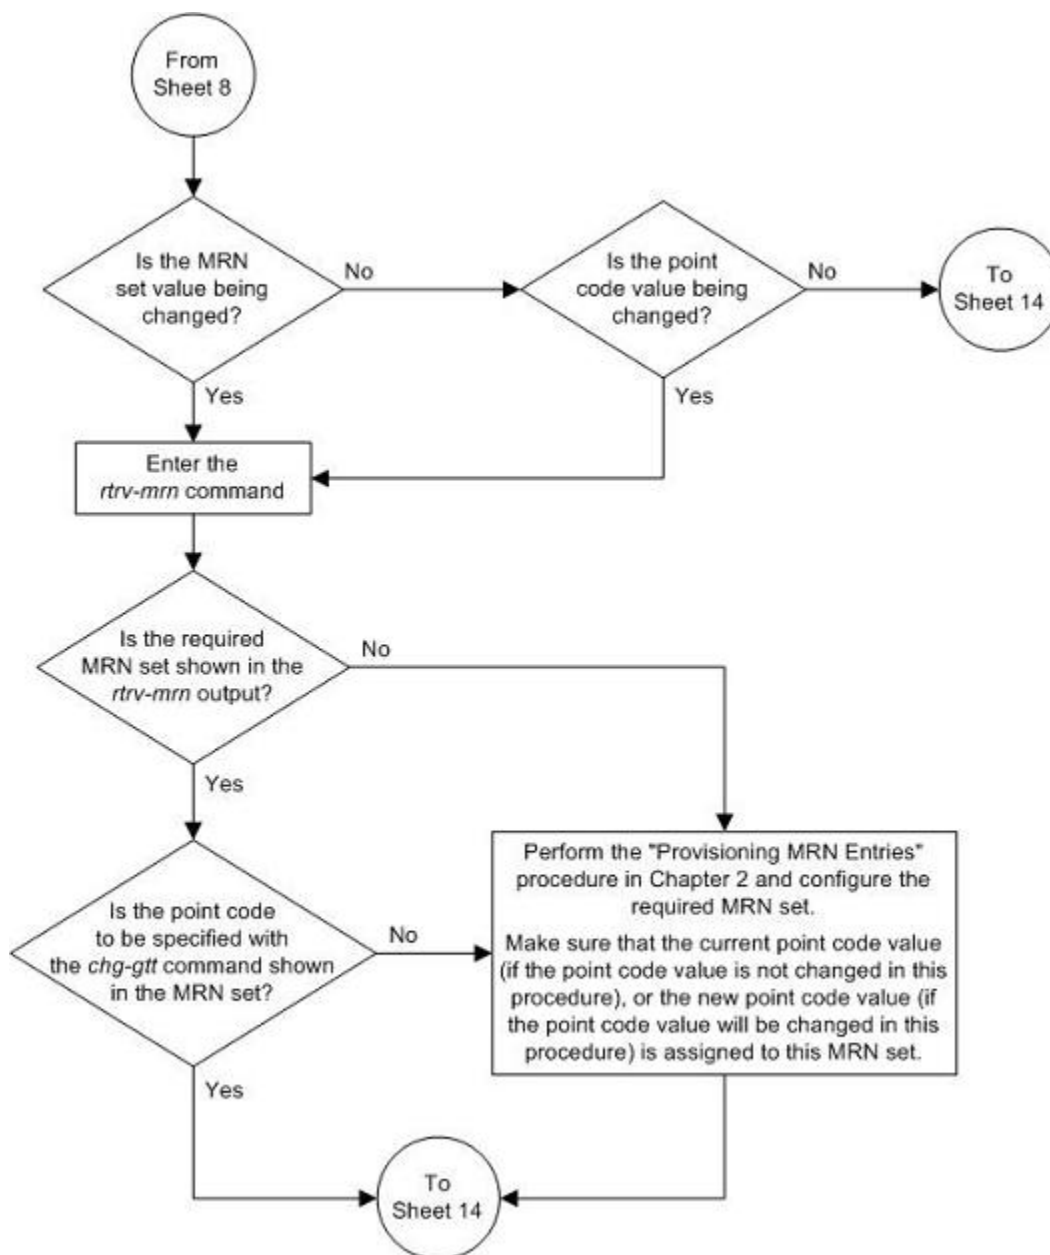 From
Sheet 8
Is the MRN
set value being
changed?
No
Is the point
code value being
changed?
No
To
Sheet 14
Yes
Yes
Enter the
rtrv-mrn command
Is the required
MRN set shown in the
rtrv-mrn output?
No
Yes
Is the point code
to be specified with
the chg-gtt command shown
in the MRN set?
No
Perform the "Provisioning MRN Entries"
procedure in Chapter 2 and configure the
required MRN set.
Make sure that the current point code value
(if the point code value is not changed in this
procedure), or the new point code value (if
the point code value will be changed in this
procedure) is assigned to this MRN set.
Yes
To
Sheet 14